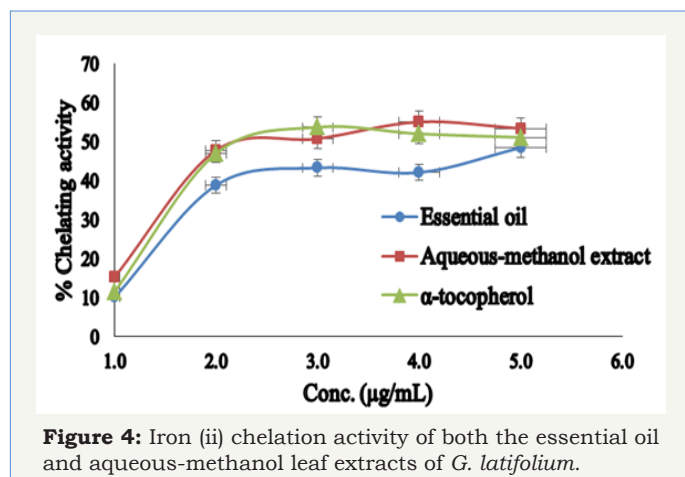 70
60
50
40
30
20
10
0
% Chelating activity
Essential oil
Aqueous-methanol extract
α-tocopherol
1.0 2.0 3.0 4.0 5.0 6.0
Conc. (µg/mL)
Figure 4: Iron (ii) chelation activity of both the essential oil
and aqueous-methanol leaf extracts of G. latifolium.